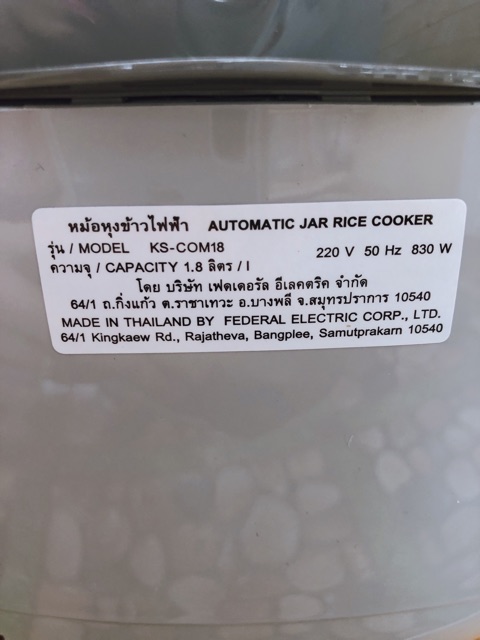 หม้อหุงข้าวไฟฟ้า AUTOMATIC JAR RICE COOKER
รุ่น / MODEL KS-COM18 220 V 50 Hz 830 W
ความจุ / CAPACITY 1.8 ลิตร / l
โดย บริษัท เฟดเดอรัล อีเลคตริค จำกัด
64/1 ถ.กิ่งแก้ว ต.ราชาเทวะ อ.บางพลี จ.สมุทรปราการ 10540
MADE IN THAILAND BY FEDERAL ELECTRIC CORP., LTD.
64/1 Kingkaew Rd., Rajatheva, Bangplee, Samutprakarn 10540